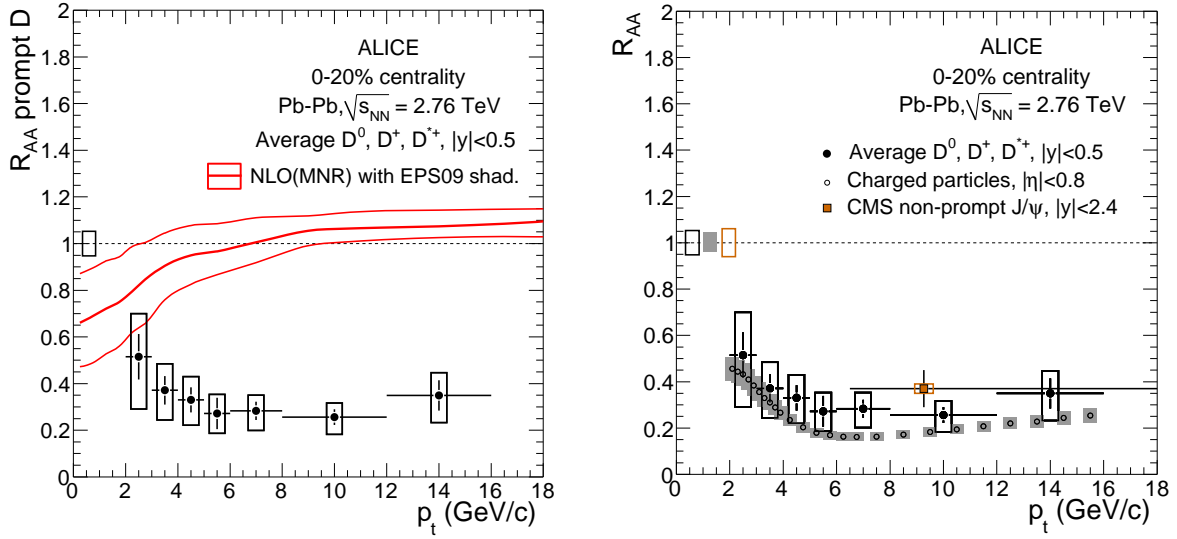 R_AA prompt D
2
1.8
1.6
1.4
1.2
1
0.8
0.6
0.4
0.2
0
ALICE
0-20% centrality
Pb-Pb,√s_NN = 2.76 TeV
Average D⁰, D⁺, D*⁺, |y|<0.5
NLO(MNR) with EPS09 shad.
0 2 4 6 8 10 12 14 16 18
p_t (GeV/c)
R_AA
2
1.8
1.6
1.4
1.2
1
0.8
0.6
0.4
0.2
0
ALICE
0-20% centrality
Pb-Pb,√s_NN = 2.76 TeV
Average D⁰, D⁺, D*⁺, |y|<0.5
Charged particles, |η|<0.8
CMS non-prompt J/ψ, |y|<2.4
0 2 4 6 8 10 12 14 16 18
p_t (GeV/c)